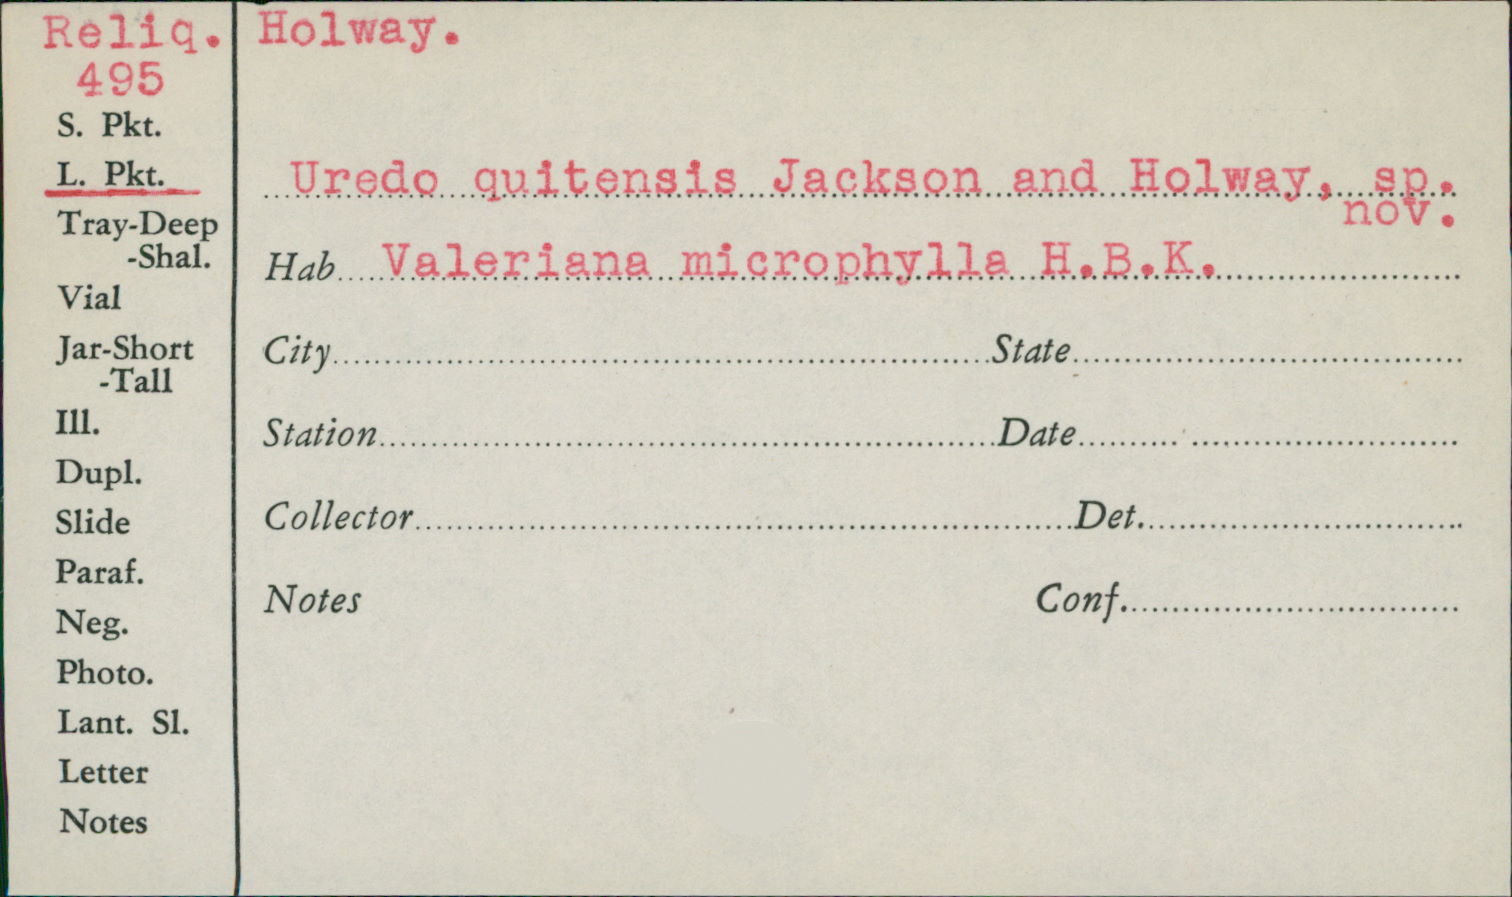 Reliq. Holway.
495
S. Pkt.
L. Pkt.
Uredo quitensis Jackson and Holway, sp.
nov.
Tray-Deep
-Shal.
Hab. Valeriana microphylla H.B.K.
Vial
Jar-Short
-Tall
City State
Ill.
Station Date
Dupl.
Slide
Collector Det.
Paraf.
Neg.
Notes Conf.
Photo.
Lant. Sl.
Letter
Notes